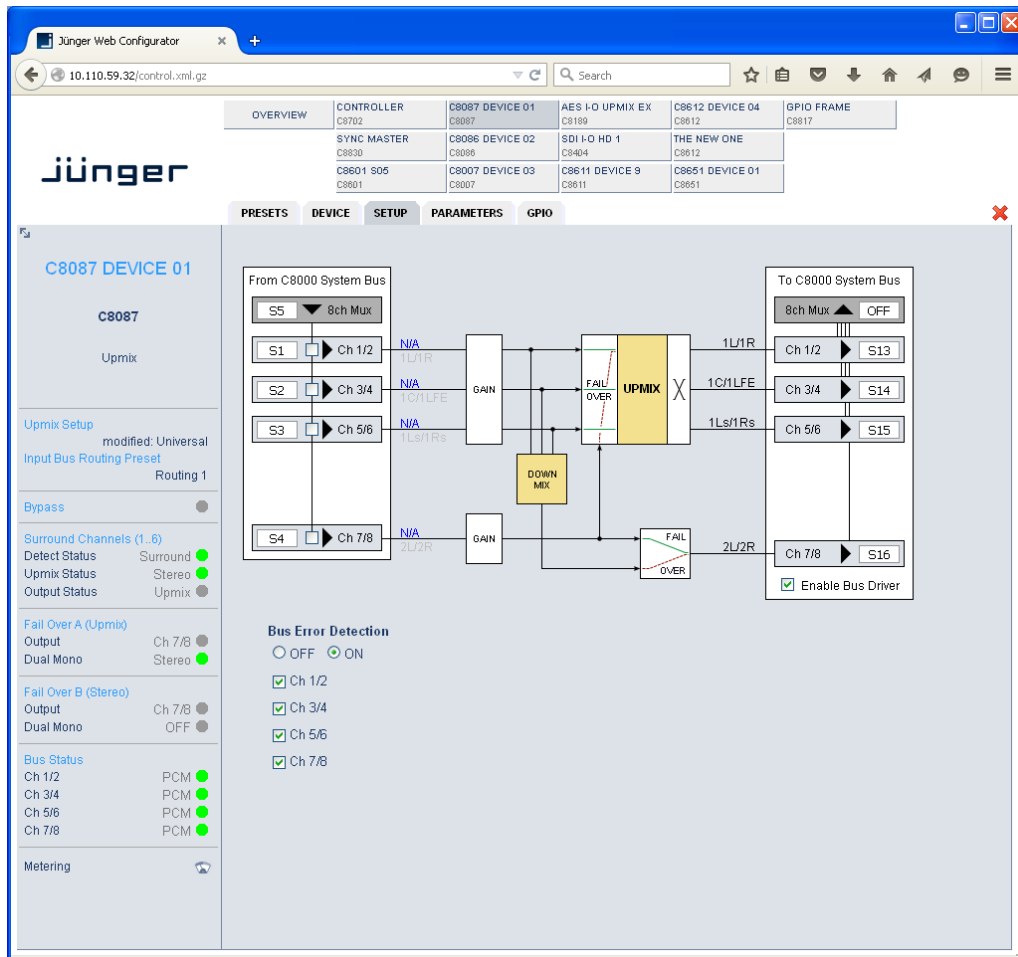 Jünger Web Configurator
10.110.59.32/control.xml.gz
Search
OVERVIEW
CONTROLLER
C8702
C8087 DEVICE 01
C8087
AES I-O UPMIX EX
C8189
C8612 DEVICE 04
C8612
GPIO FRAME
C8817
SYNC MASTER
C8830
C8086 DEVICE 02
C8086
SDI I-O HD 1
C8404
THE NEW ONE
C8612
C8601 S05
C8601
C8007 DEVICE 03
C8007
C8611 DEVICE 9
C8611
C8651 DEVICE 01
C8651
jünger
PRESETS DEVICE SETUP PARAMETERS GPIO
C8087 DEVICE 01
C8087
Upmix
Upmix Setup
modified: Universal
Input Bus Routing Preset
Routing 1
Bypass
Surround Channels (1..6)
Detect Status Surround
Upmix Status Stereo
Output Status Upmix
Fail Over A (Upmix)
Output Ch 7/8
Dual Mono Stereo
Fail Over B (Stereo)
Output Ch 7/8
Dual Mono OFF
Bus Status
Ch 1/2 PCM
Ch 3/4 PCM
Ch 5/6 PCM
Ch 7/8 PCM
Metering
From C8000 System Bus
S5 8ch Mux
S1 Ch 1/2
S2 Ch 3/4
S3 Ch 5/6
S4 Ch 7/8
N/A
1L/1R
N/A
1C/1LFE
N/A
1Ls/1Rs
N/A
2L/2R
GAIN
GAIN
DOWN
MIX
FAIL
OVER
UPMIX
FAIL
OVER
1L/1R
1C/1LFE
1Ls/1Rs
2L/2R
To C8000 System Bus
8ch Mux OFF
Ch 1/2 S13
Ch 3/4 S14
Ch 5/6 S15
Ch 7/8 S16
Enable Bus Driver
Bus Error Detection
OFF ON
Ch 1/2
Ch 3/4
Ch 5/6
Ch 7/8